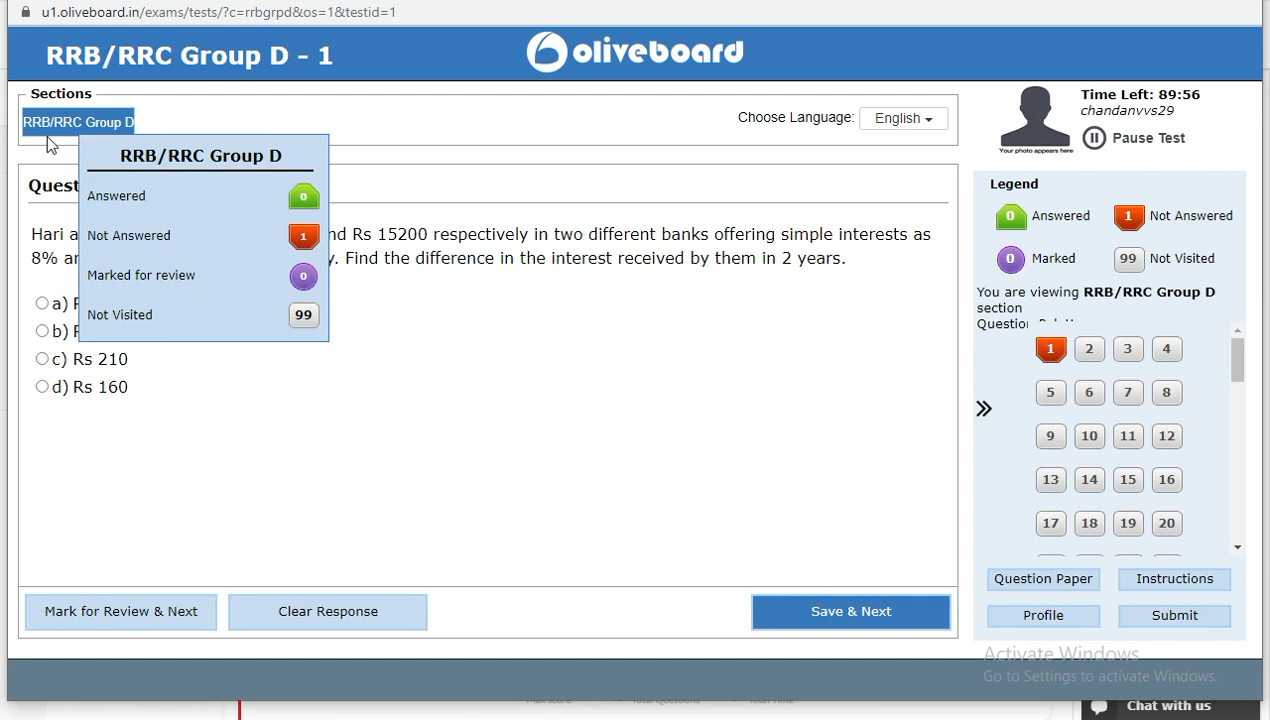 u1.oliveboard.in/exams/tests/?c=rrbgrpd&os=1&testid=1
RRB/RRC Group D - 1
oliveboard
Sections
RRB/RRC Group D
Choose Language:
English
Time Left: 89:56
chandanvvs29
Your photo appears here
Pause Test
RRB/RRC Group D
Answered 0
Not Answered 1
Marked for review 0
Not Visited 99
Quest
Hari a nd Rs 15200 respectively in two different banks offering simple interests as
8% an y. Find the difference in the interest received by them in 2 years.
a)
b)
c) Rs 210
d) Rs 160
Mark for Review & Next
Clear Response
Save & Next
Legend
0 Answered
1 Not Answered
0 Marked
99 Not Visited
You are viewing RRB/RRC Group D
section
Question
1 2 3 4
5 6 7 8
9 10 11 12
13 14 15 16
17 18 19 20
Question Paper
Instructions
Profile
Submit
Activate Windows
Go to Settings to activate Windows.
Chat with us